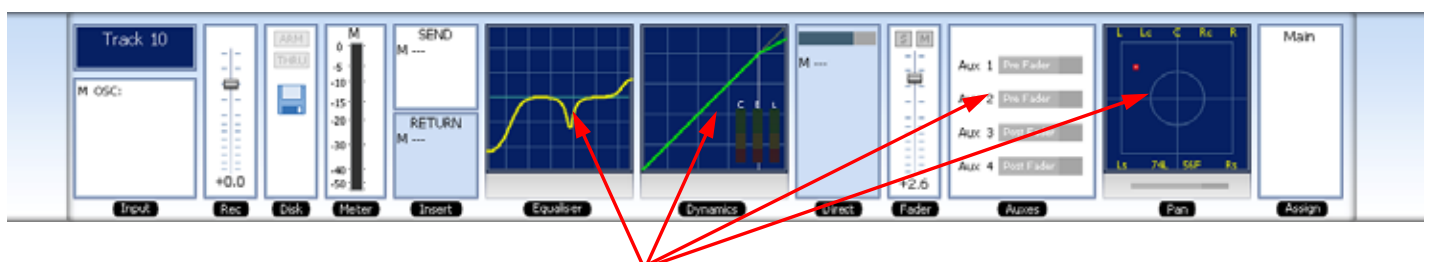 Track 10
M OSC:
+0.0
ARM
THRU
M
0
-5
-10
-15
-20
-30
-40
-50
SEND
M ---
RETURN
M ---
C E L
M ---
S M
+2.6
Aux 1 Pre Fader
Aux 2 Pre Fader
Aux 3 Post Fader
Aux 4 Post Fader
L Lc C Rc R
Ls 74L 56F Rs
Main
Input
Rec
Disk
Meter
Insert
Equaliser
Dynamics
Direct
Fader
Auxes
Pan
Assign